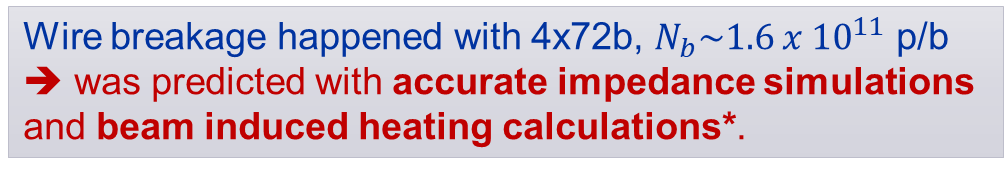 Wire breakage happened with 4x72b, N_b~1.6 x 10^11 p/b
➔ was predicted with accurate impedance simulations
and beam induced heating calculations*.